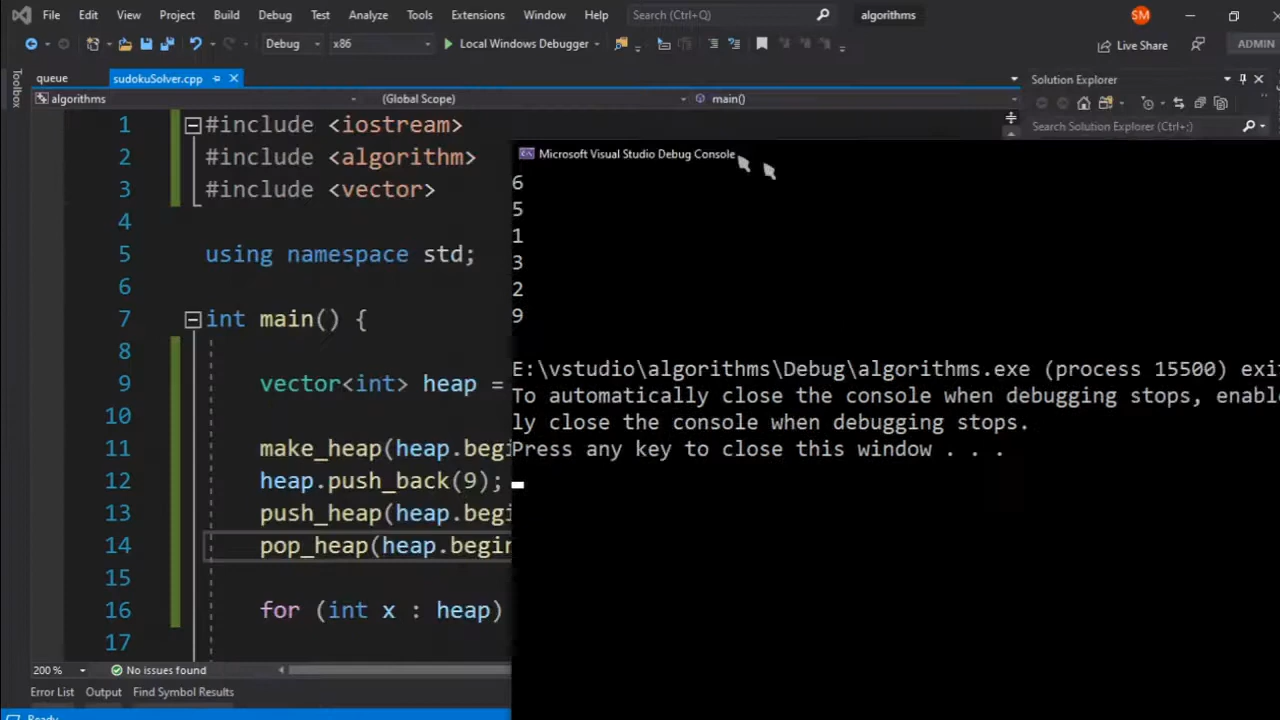 File Edit View Project Build Debug Test Analyze Tools Extensions Window Help Search (Ctrl+Q) algorithms SM
Debug x86 Local Windows Debugger Live Share ADMIN
Toolbox
queue sudokuSolver.cpp Solution Explorer
algorithms (Global Scope) main()
Search Solution Explorer (Ctrl+;)
1 #include <iostream>
2 #include <algorithm>
3 #include <vector>
4
5 using namespace std;
6
7 int main() {
8
9 vector<int> heap =
10
11 make_heap(heap.begi
12 heap.push_back(9);
13 push_heap(heap.begi
14 pop_heap(heap.begin
15
16 for (int x : heap)
17
Microsoft Visual Studio Debug Console
6
5
1
3
2
9
E:\vstudio\algorithms\Debug\algorithms.exe (process 15500) exi
To automatically close the console when debugging stops, enabl
ly close the console when debugging stops.
Press any key to close this window . . .
200 % No issues found
Error List Output Find Symbol Results
Ready